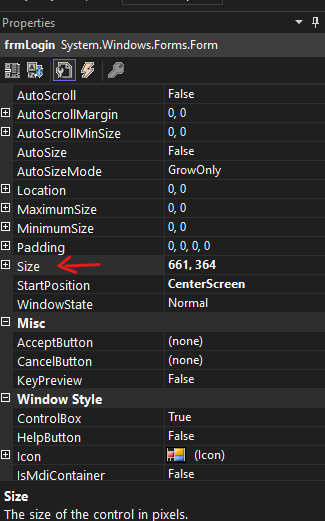 Properties
frmLogin System.Windows.Forms.Form
AutoScroll False
AutoScrollMargin 0, 0
AutoScrollMinSize 0, 0
AutoSize False
AutoSizeMode GrowOnly
Location 0, 0
MaximumSize 0, 0
MinimumSize 0, 0
Padding 0, 0, 0, 0
Size 661, 364
StartPosition CenterScreen
WindowState Normal
Misc
AcceptButton (none)
CancelButton (none)
KeyPreview False
Window Style
ControlBox True
HelpButton False
Icon (Icon)
IsMdiContainer False
Size
The size of the control in pixels.